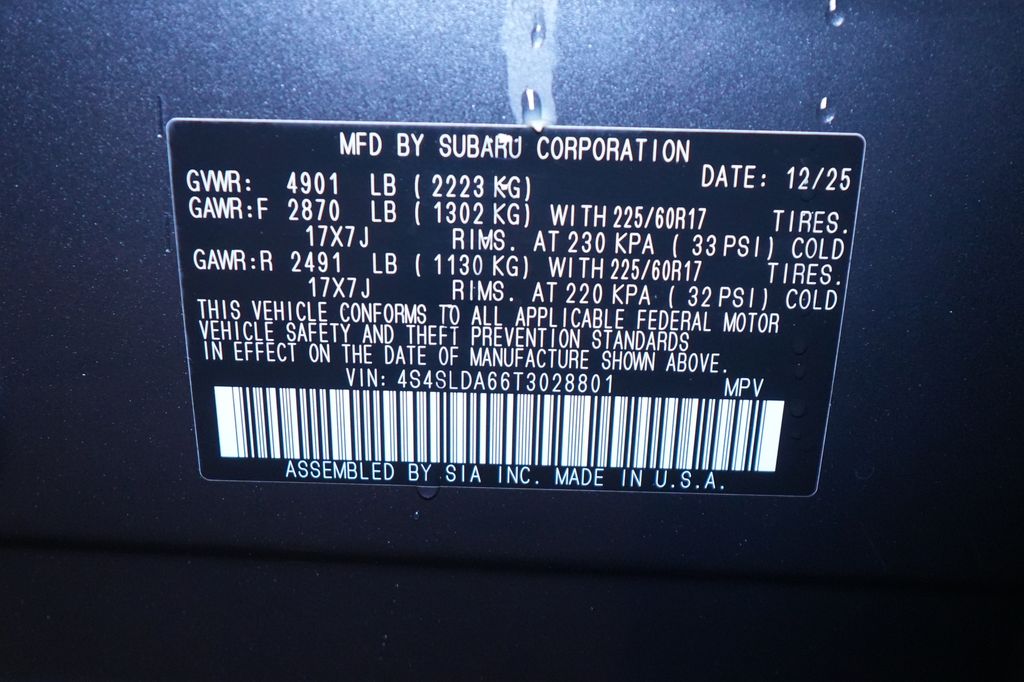 MFD BY SUBARU CORPORATION
DATE: 12/25
GVWR: 4901 LB ( 2223 KG)
GAWR:F 2870 LB ( 1302 KG) WITH 225/60R17 TIRES.
17X7J RIMS. AT 230 KPA ( 33 PSI) COLD
GAWR:R 2491 LB ( 1130 KG) WITH 225/60R17 TIRES.
17X7J RIMS. AT 220 KPA ( 32 PSI) COLD
THIS VEHICLE CONFORMS TO ALL APPLICABLE FEDERAL MOTOR
VEHICLE SAFETY AND THEFT PREVENTION STANDARDS
IN EFFECT ON THE DATE OF MANUFACTURE SHOWN ABOVE.
VIN: 4S4SLDA66T3028801 MPV
ASSEMBLED BY SIA INC. MADE IN U.S.A.